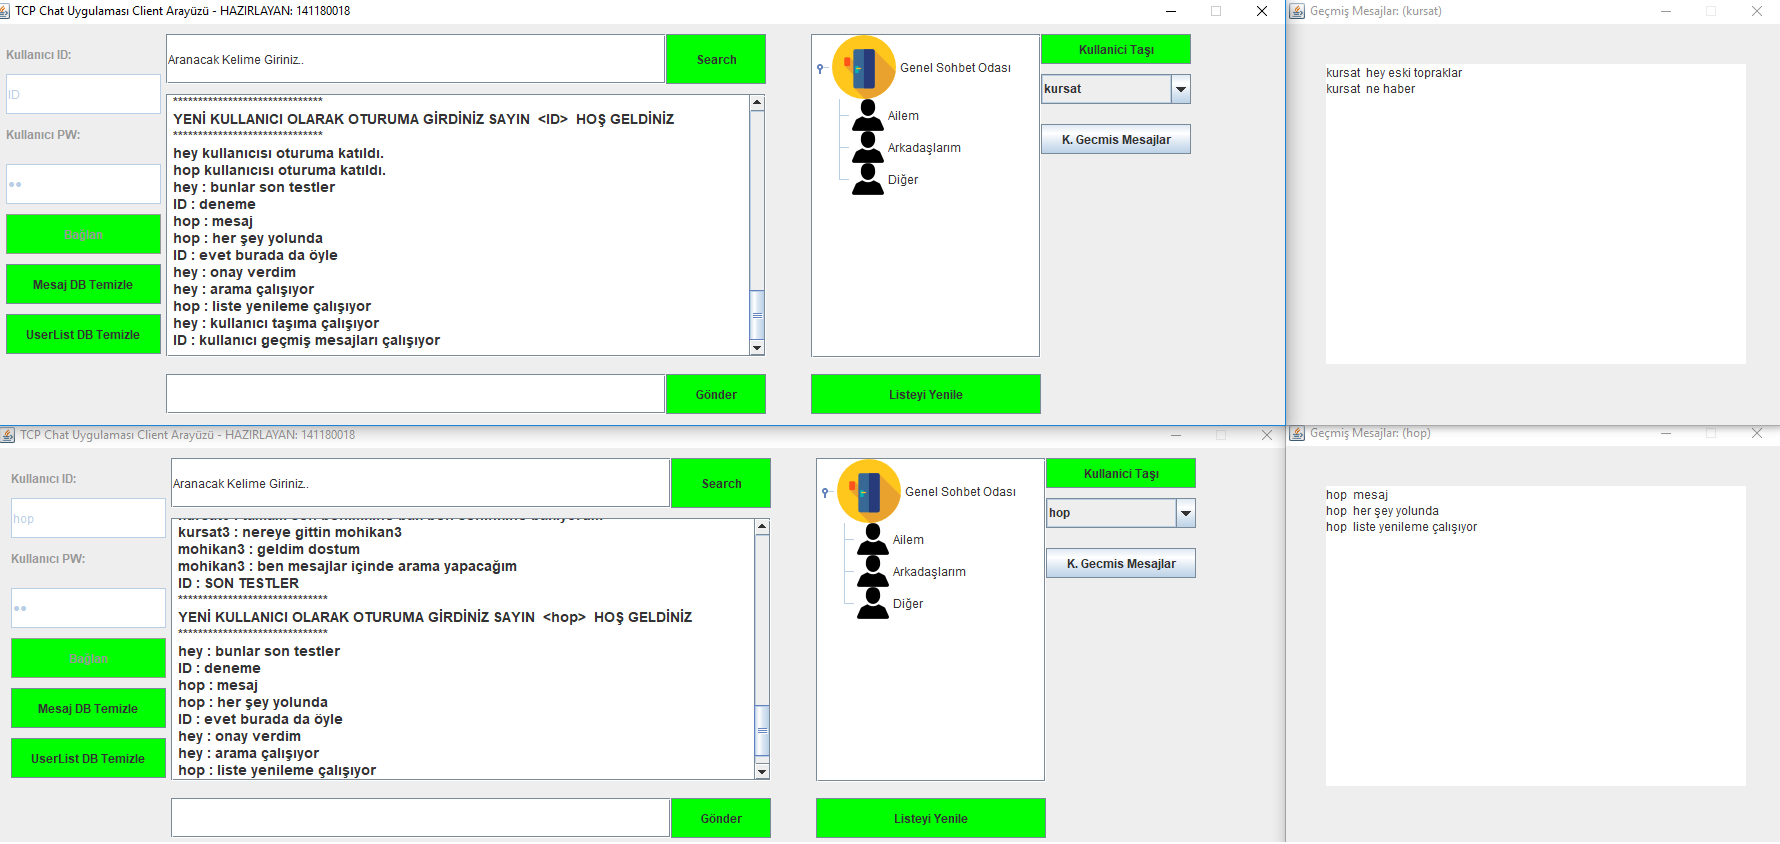 TCP Chat Uygulaması Client Arayüzü - HAZIRLAYAN: 141180018
Kullanıcı ID:
ID
Kullanıcı PW:
Bağlan
Mesaj DB Temizle
UserList DB Temizle
Aranacak Kelime Giriniz..
Search
******************************
YENİ KULLANICI OLARAK OTURUMA GİRDİNİZ SAYIN <ID> HOŞ GELDİNİZ
******************************
hey kullanıcısı oturuma katıldı.
hop kullanıcısı oturuma katıldı.
hey : bunlar son testler
ID : deneme
hop : mesaj
hop : her şey yolunda
ID : evet burada da öyle
hey : onay verdim
hey : arama çalışıyor
hop : liste yenileme çalışıyor
hey : kullanıcı taşıma çalışıyor
ID : kullanıcı geçmiş mesajları çalışıyor
Gönder
Genel Sohbet Odası
Ailem
Arkadaşlarım
Diğer
Listeyi Yenile
Kullanici Taşı
kursat
K. Gecmis Mesajlar
Geçmiş Mesajlar: (kursat)
kursat hey eski topraklar
kursat ne haber
TCP Chat Uygulaması Client Arayüzü - HAZIRLAYAN: 141180018
Kullanıcı ID:
hop
Kullanıcı PW:
Bağlan
Mesaj DB Temizle
UserList DB Temizle
Aranacak Kelime Giriniz..
Search
kursat3 : nereye gittin mohikan3
mohikan3 : geldim dostum
mohikan3 : ben mesajlar içinde arama yapacağım
ID : SON TESTLER
******************************
YENİ KULLANICI OLARAK OTURUMA GİRDİNİZ SAYIN <hop> HOŞ GELDİNİZ
******************************
hey : bunlar son testler
ID : deneme
hop : mesaj
hop : her şey yolunda
ID : evet burada da öyle
hey : onay verdim
hey : arama çalışıyor
hop : liste yenileme çalışıyor
Gönder
Genel Sohbet Odası
Ailem
Arkadaşlarım
Diğer
Listeyi Yenile
Kullanici Taşı
hop
K. Gecmis Mesajlar
Geçmiş Mesajlar: (hop)
hop mesaj
hop her şey yolunda
hop liste yenileme çalışıyor